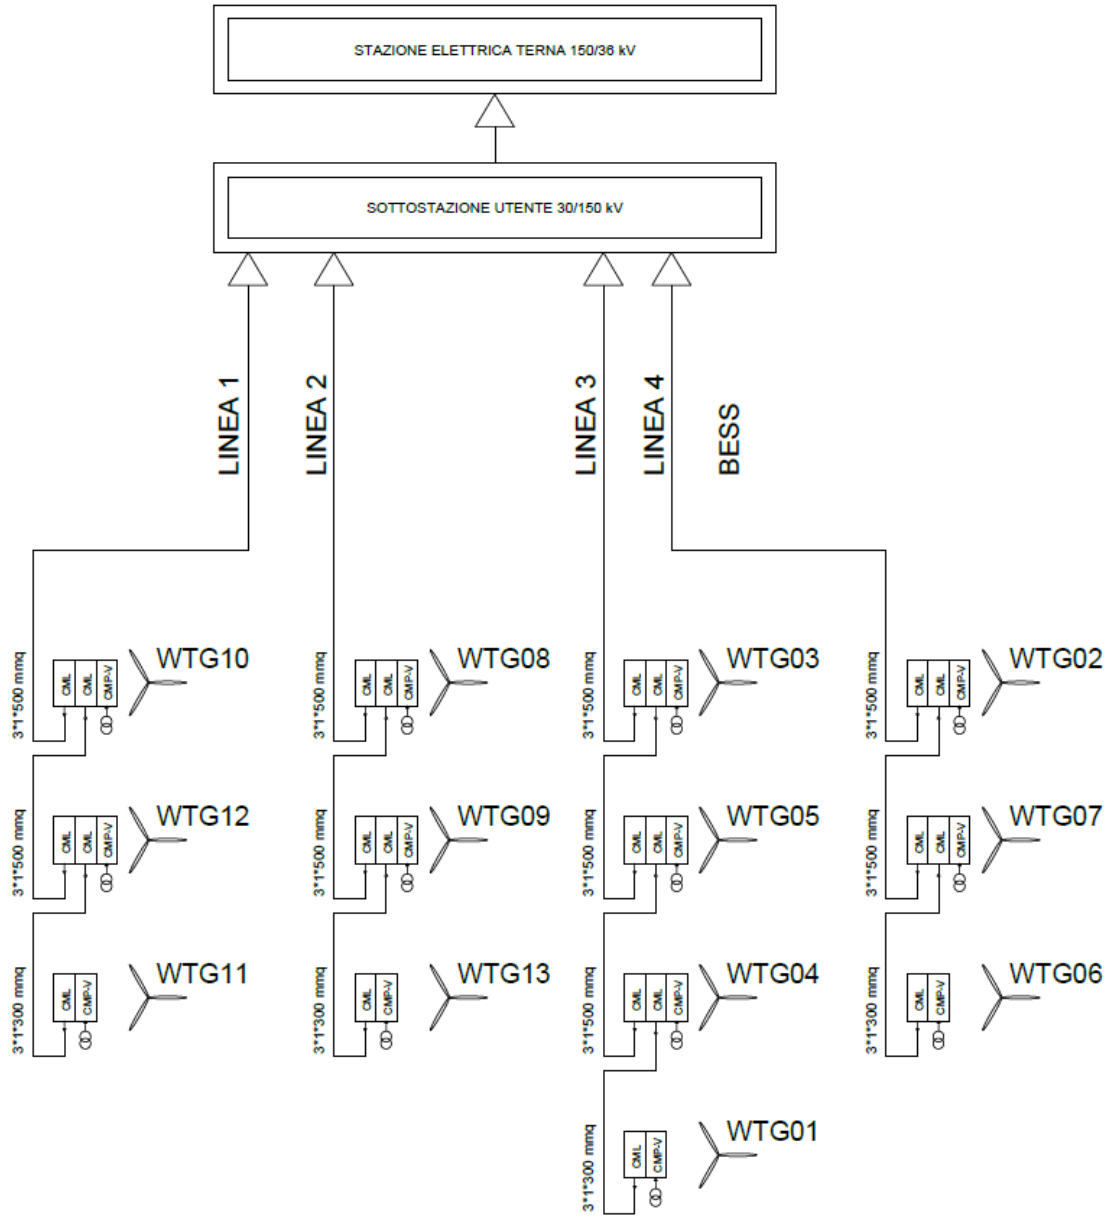 STAZIONE ELETTRICA TERNA 150/36 kV
SOTTOSTAZIONE UTENTE 30/150 kV
LINEA 1
LINEA 2
LINEA 3
LINEA 4
BESS
3*1*500 mmq
CML
CML
CMP-V
WTG10
3*1*500 mmq
CML
CML
CMP-V
WTG08
3*1*500 mmq
CML
CML
CMP-V
WTG03
3*1*500 mmq
CML
CML
CMP-V
WTG02
3*1*500 mmq
CML
CML
CMP-V
WTG12
3*1*500 mmq
CML
CML
CMP-V
WTG09
3*1*500 mmq
CML
CML
CMP-V
WTG05
3*1*500 mmq
CML
CML
CMP-V
WTG07
3*1*300 mmq
CML
CMP-V
WTG11
3*1*300 mmq
CML
CMP-V
WTG13
3*1*500 mmq
CML
CML
CMP-V
WTG04
3*1*300 mmq
CML
CMP-V
WTG06
3*1*300 mmq
CML
CMP-V
WTG01